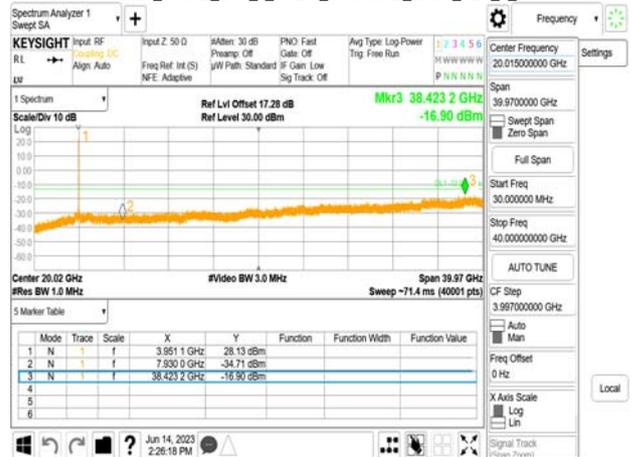 Spectrum Analyzer 1
Swept SA
Frequency
KEYSIGHT
Input: RF
Coupling: DC
Align: Auto
Input Z: 50 Ω
Freq Ref: Int (S)
NFE: Adaptive
#Atten: 30 dB
Preamp: Off
µW Path: Standard
PNO: Fast
Gate: Off
IF Gain: Low
Sig Track: Off
Avg Type: Log-Power
Trig: Free Run
1 2 3 4 5 6
M W W W W W
P N N N N N
RL
Center Frequency
20.015000000 GHz
Settings
Span
39.9700000 GHz
Swept Span
Zero Span
Full Span
Start Freq
30.000000 MHz
Stop Freq
40.000000000 GHz
AUTO TUNE
CF Step
3.997000000 GHz
Auto
Man
Freq Offset
0 Hz
X Axis Scale
Log
Lin
Signal Track
(Span Zoom)
Local
1 Spectrum
Scale/Div 10 dB
Ref Lvl Offset 17.28 dB
Ref Level 30.00 dBm
Mkr3 38.423 2 GHz
-16.90 dBm
Log
20.0
10.0
0.00
-10.0
-20.0
-30.0
-40.0
-50.0
-60.0
1
2
3
Center 20.02 GHz
#Res BW 1.0 MHz
#Video BW 3.0 MHz
Span 39.97 GHz
Sweep ~71.4 ms (40001 pts)
5 Marker Table
Mode Trace Scale X Y Function Function Width Function Value
1 N 1 f 3.951 1 GHz 28.13 dBm
2 N 1 f 7.930 0 GHz -34.71 dBm
3 N 1 f 38.423 2 GHz -16.90 dBm
4
5
6
Jun 14, 2023
2:26:18 PM